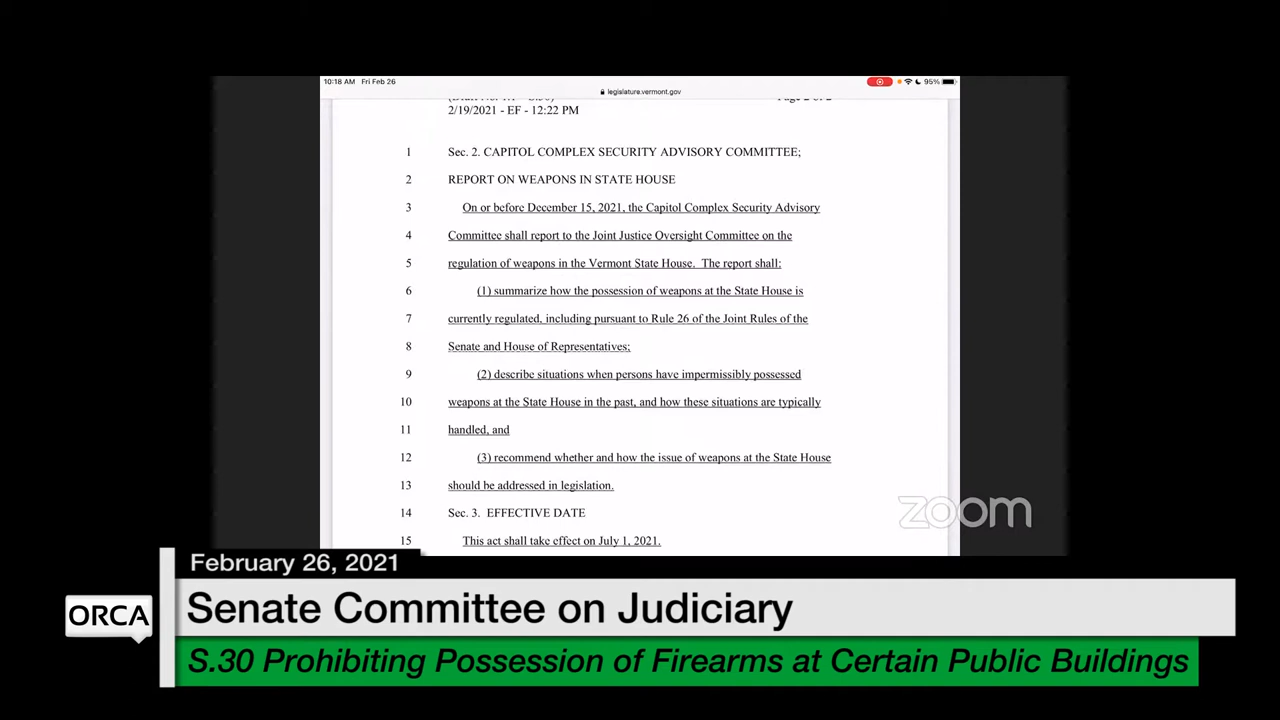 10:18 AM Fri Feb 26
95%
legislature.vermont.gov
2/19/2021 - EF - 12:22 PM
1 Sec. 2. CAPITOL COMPLEX SECURITY ADVISORY COMMITTEE;
2 REPORT ON WEAPONS IN STATE HOUSE
3 On or before December 15, 2021, the Capitol Complex Security Advisory
4 Committee shall report to the Joint Justice Oversight Committee on the
5 regulation of weapons in the Vermont State House. The report shall:
6 (1) summarize how the possession of weapons at the State House is
7 currently regulated, including pursuant to Rule 26 of the Joint Rules of the
8 Senate and House of Representatives;
9 (2) describe situations when persons have impermissibly possessed
10 weapons at the State House in the past, and how these situations are typically
11 handled, and
12 (3) recommend whether and how the issue of weapons at the State House
13 should be addressed in legislation.
14 Sec. 3. EFFECTIVE DATE
15 This act shall take effect on July 1, 2021.
zoom
February 26, 2021
ORCA
Senate Committee on Judiciary
S.30 Prohibiting Possession of Firearms at Certain Public Buildings